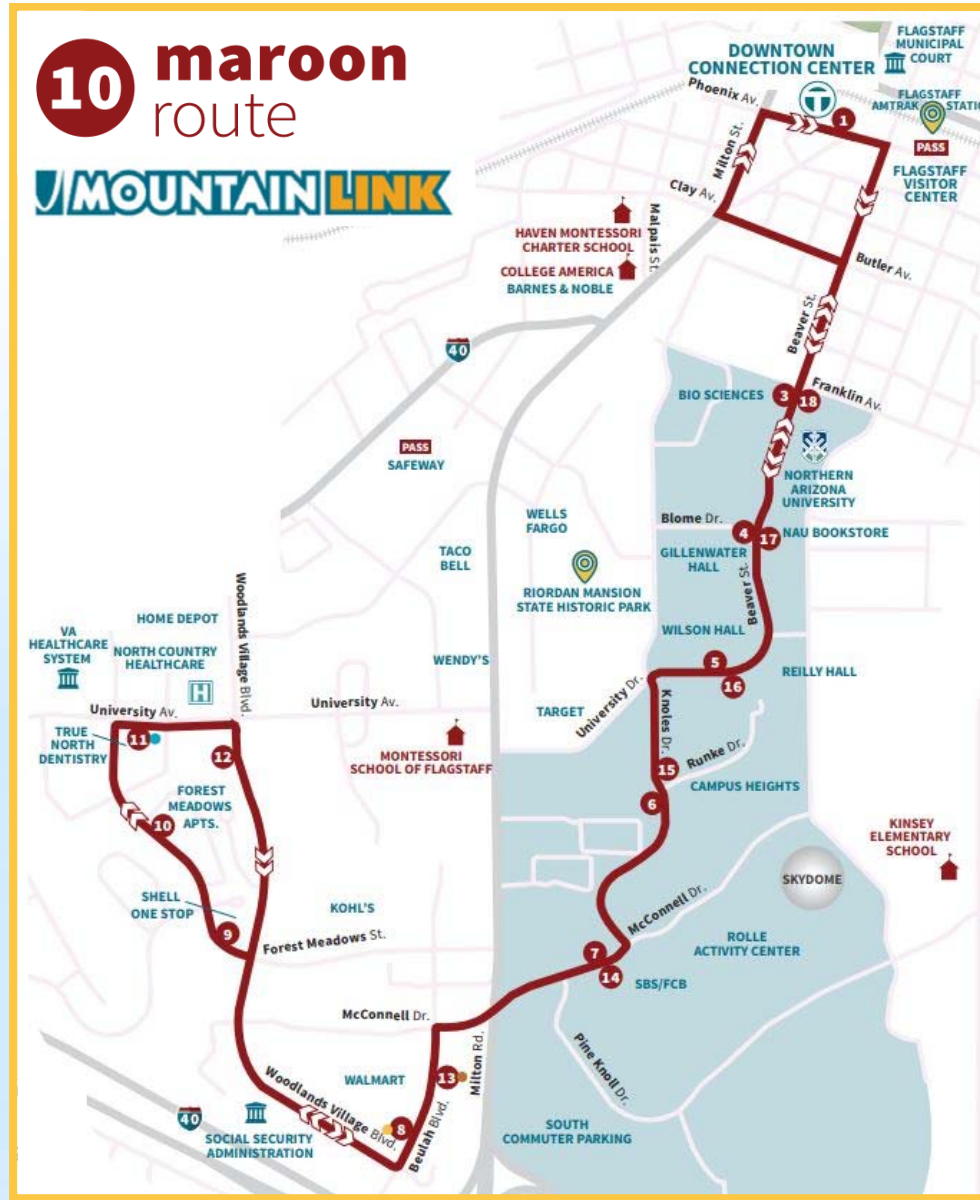 10 maroon
route
MOUNTAIN LINK
DOWNTOWN
CONNECTION CENTER
FLAGSTAFF
MUNICIPAL
COURT
Phoenix Av.
T
1
FLAGSTAFF
AMTRAK STATIO
PASS
FLAGSTAFF
VISITOR
CENTER
Milton St.
Clay Av.
Malpais St.
HAVEN MONTESSORI
CHARTER SCHOOL
COLLEGE AMERICA
BARNES & NOBLE
Butler Av.
Beaver St.
40
BIO SCIENCES
3
18
Franklin Av.
PASS
SAFEWAY
NORTHERN
ARIZONA
UNIVERSITY
WELLS
FARGO
Blome Dr.
4
17
NAU BOOKSTORE
GILLENWATER
HALL
Beaver St.
TACO
BELL
RIORDAN MANSION
STATE HISTORIC PARK
Woodlands Village Blvd.
HOME DEPOT
VA
HEALTHCARE
SYSTEM
NORTH COUNTRY
HEALTHCARE
H
WILSON HALL
WENDY'S
5
16
REILLY HALL
University Av.
University Av.
TARGET
University Dr.
Knoles Dr.
Runke Dr.
TRUE
NORTH
DENTISTRY
11
12
MONTESSORI
SCHOOL OF FLAGSTAFF
15
CAMPUS HEIGHTS
6
FOREST
MEADOWS
APTS.
10
KINSEY
ELEMENTARY
SCHOOL
SKYDOME
SHELL
ONE STOP
KOHL'S
9
Forest Meadows St.
McConnell Dr.
ROLLE
ACTIVITY CENTER
7
14
SBS/FCB
McConnell Dr.
Milton Rd.
WALMART
13
Pine Knoll Dr.
Woodlands Village Blvd.
8
Beulah Blvd.
40
SOCIAL SECURITY
ADMINISTRATION
SOUTH
COMMUTER PARKING